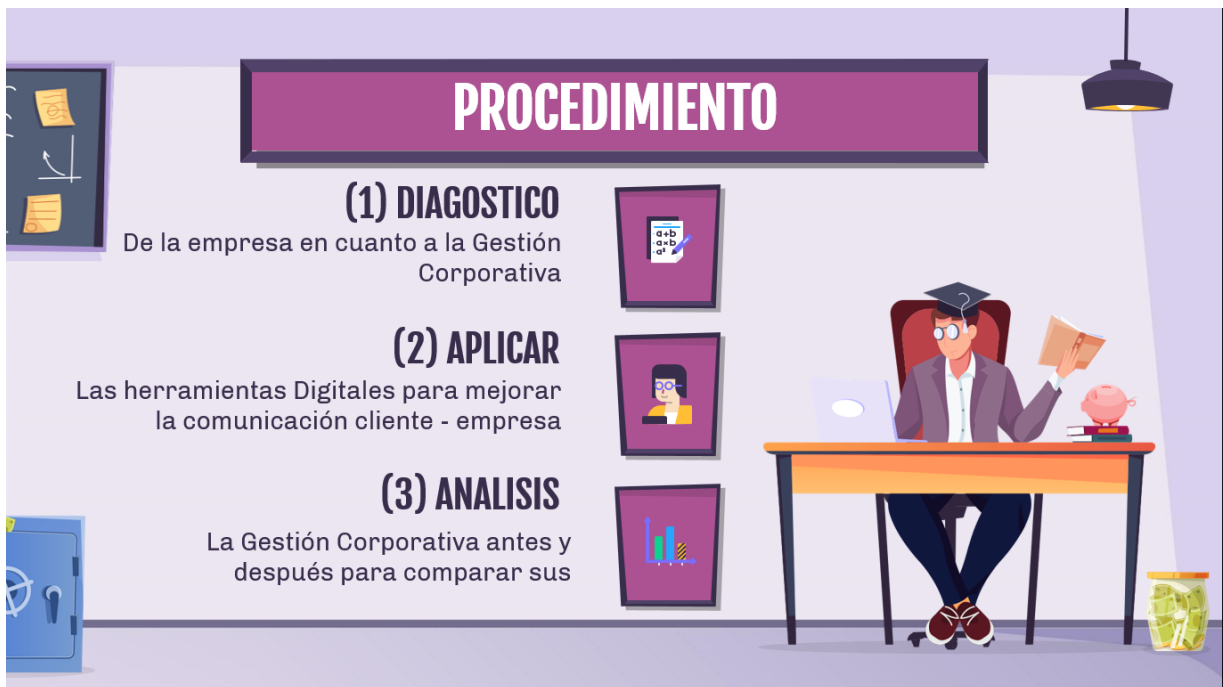 PROCEDIMIENTO
(1) DIAGOSTICO
De la empresa en cuanto a la Gestión
Corporativa
a+b
a×b
a²
(2) APLICAR
Las herramientas Digitales para mejorar
la comunicación cliente - empresa
(3) ANALISIS
La Gestión Corporativa antes y
después para comparar sus